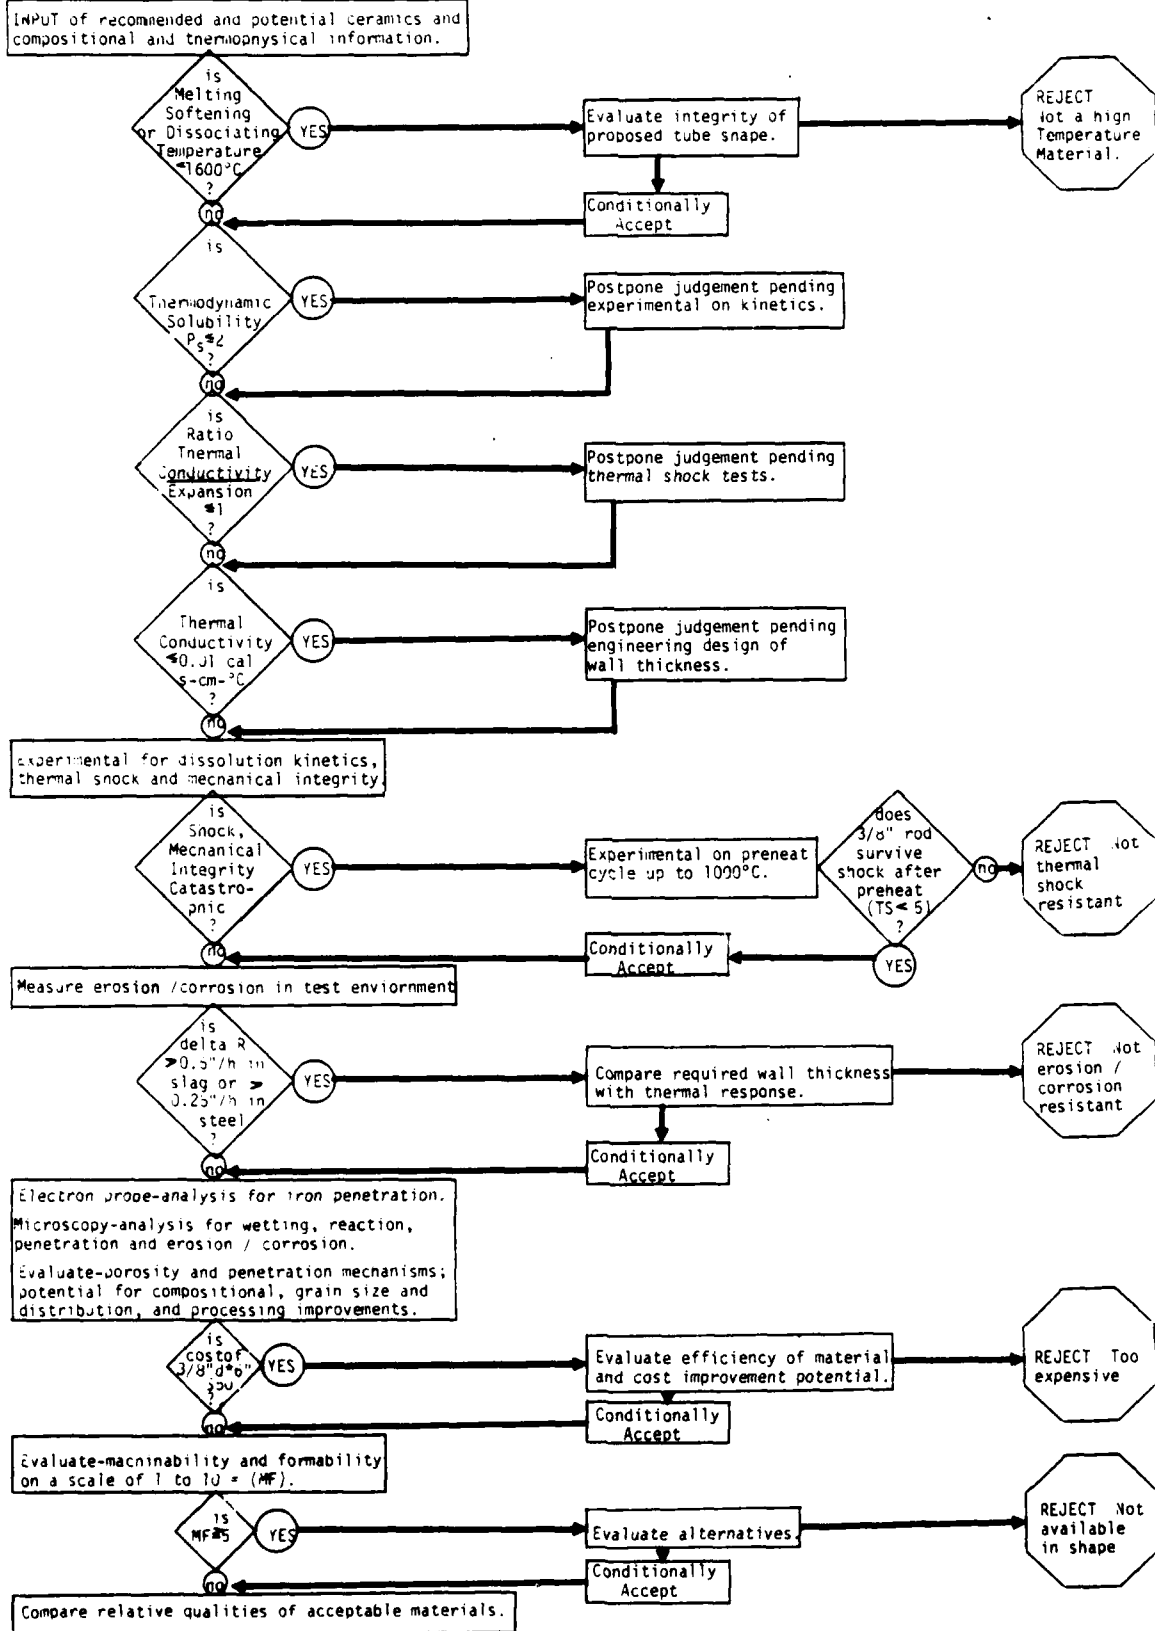 INPUT of recommended and potential ceramics and
compositional and thermophysical information.
is
Melting
Softening
or Dissociating
Temperature
≤1600°C
?
YES
Evaluate integrity of
proposed tube shape.
REJECT
Not a high
Temperature
Material.
Conditionally
Accept
no
is
Thermodynamic
Solubility
Ps≤2
?
YES
Postpone judgement pending
experimental on kinetics.
no
is
Ratio
Thermal
Conductivity
Expansion
≤1
?
YES
Postpone judgement pending
thermal shock tests.
no
is
Thermal
Conductivity
≤0.01 cal
s-cm-°C
?
YES
Postpone judgement pending
engineering design of
wall thickness.
no
Experimental for dissolution kinetics,
thermal shock and mechanical integrity.
is
Shock,
Mechanical
Integrity
Catastro-
phic
?
YES
Experimental on preheat
cycle up to 1000°C.
does
3/8" rod
survive
shock after
preheat
(TS< 5)
?
no
REJECT Not
thermal
shock
resistant
YES
Conditionally
Accept
no
Measure erosion /corrosion in test enviornment
is
delta R
>0.5"/h in
slag or >
0.25"/h in
steel
?
YES
Compare required wall thickness
with thermal response.
REJECT Not
erosion /
corrosion
resistant
Conditionally
Accept
no
Electron probe-analysis for iron penetration.
Microscopy-analysis for wetting, reaction,
penetration and erosion / corrosion.
Evaluate-porosity and penetration mechanisms;
potential for compositional, grain size and
distribution, and processing improvements.
is
cost of
3/8"d*6"
?
YES
Evaluate efficiency of material
and cost improvement potential.
REJECT Too
expensive
Conditionally
Accept
no
Evaluate-machinability and formability
on a scale of 1 to 10 = (MF).
is
MF≥5
YES
Evaluate alternatives.
REJECT Not
available
in shape
Conditionally
Accept
no
Compare relative qualities of acceptable materials.